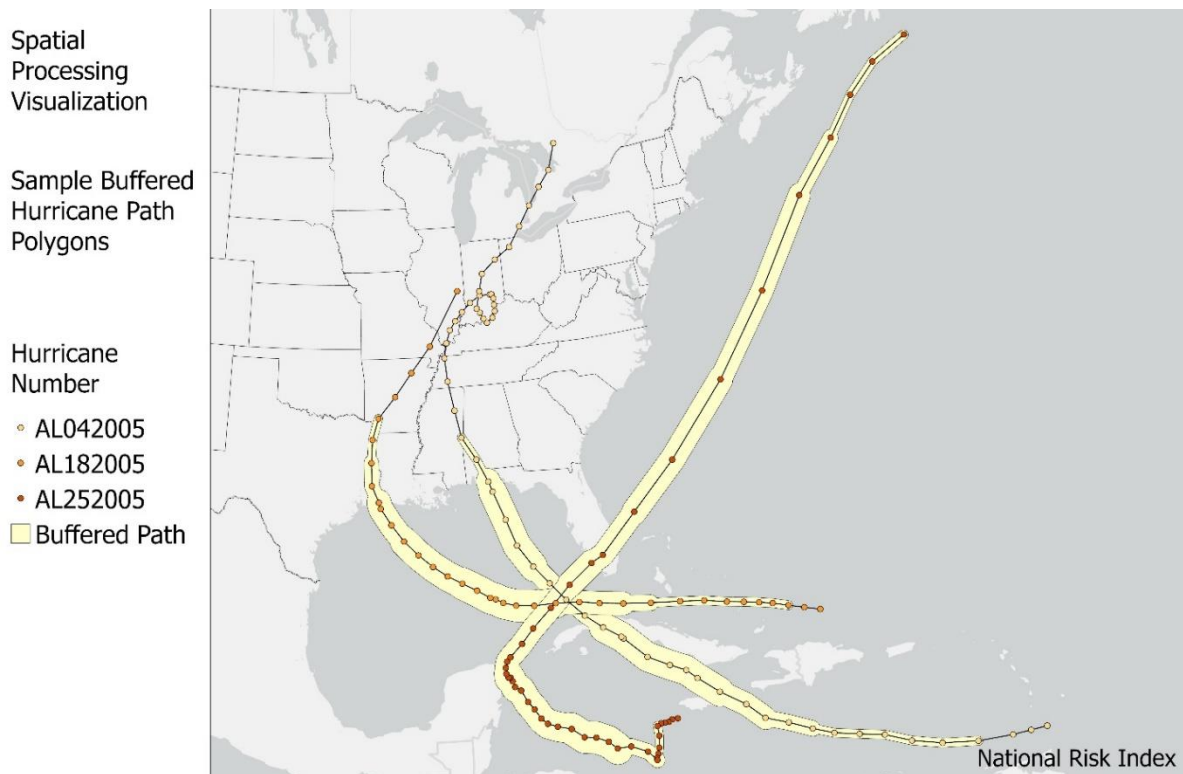 Spatial
Processing
Visualization
Sample Buffered
Hurricane Path
Polygons
Hurricane
Number
AL042005
AL182005
AL252005
Buffered Path
National Risk Index